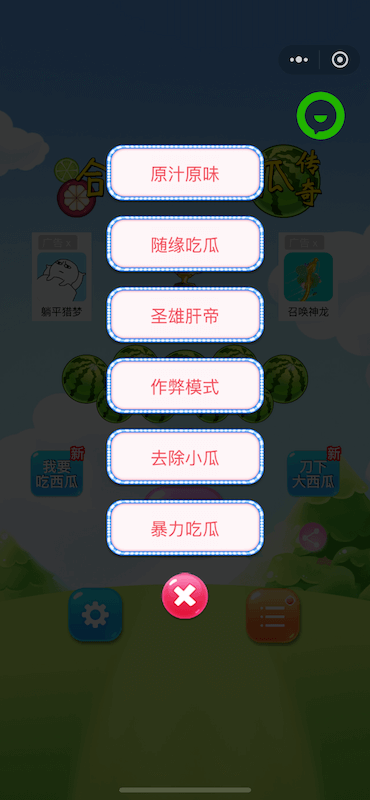 合
瓜
传奇
原汁原味
广告 x
广告 x
随缘吃瓜
躺平猎梦
召唤神龙
圣雄肝帝
作弊模式
新
我要
吃西瓜
去除小瓜
新
刀下
大西瓜
暴力吃瓜